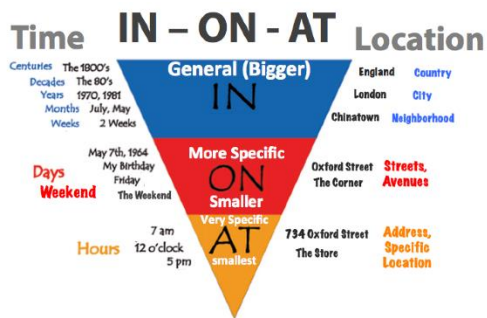 Time IN – ON - AT Location
Centuries The 1800's General (Bigger) England Country
Decades The 80's IN
Years 1970, 1981 London City
Months July, May Chinatown Neighborhood
Weeks 2 Weeks
May 7th, 1964 More Specific
Days My Birthday ON Oxford Street Streets,
Weekend Friday The Corner Avenues
The Weekend Smaller
Very Specific
7 am AT 734 Oxford Street Address,
Hours 12 o'clock The Store Specific
5 pm smallest Location